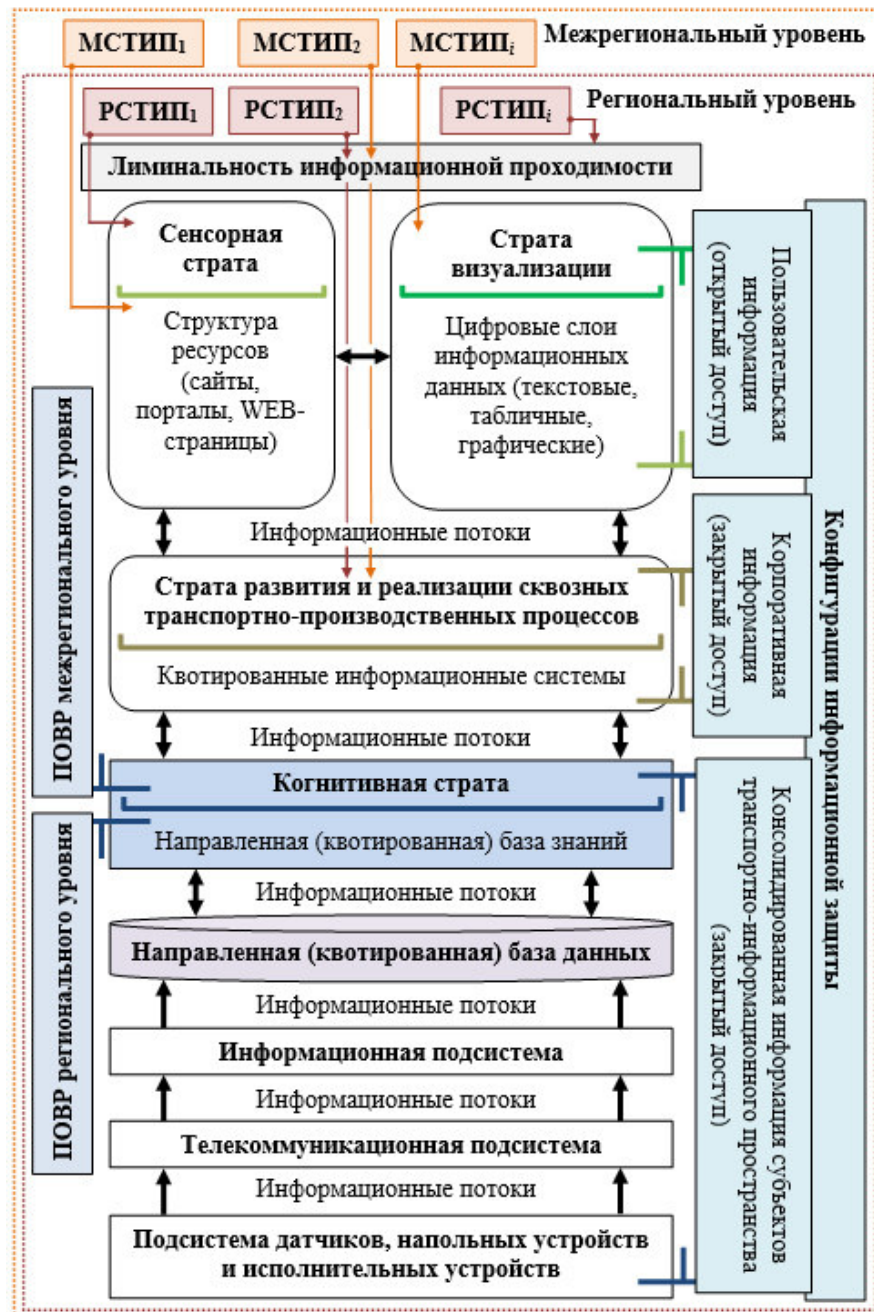 МСТИП₁
МСТИП₂
МСТИПᵢ
Межрегиональный уровень
РСТИП₁
РСТИП₂
РСТИПᵢ
Региональный уровень
Лиминальность информационной проходимости
Сенсорная
страта
Структура
ресурсов
(сайты,
порталы, WEB-
страницы)
Страта
визуализации
Цифровые слои
информационных
данных (текстовые,
табличные,
графические)
Информационные потоки
Страта развития и реализации сквозных
транспортно-производственных процессов
Квотированные информационные системы
Информационные потоки
Когнитивная страта
Направленная (квотированная) база знаний
Информационные потоки
Направленная (квотированная) база данных
Информационные потоки
Информационная подсистема
Информационные потоки
Телекоммуникационная подсистема
Информационные потоки
Подсистема датчиков, напольных устройств
и исполнительных устройств
ПОВР межрегионального уровня
ПОВР регионального уровня
Пользовательская
информация
(открытый доступ)
Корпоративная
информация
(закрытый доступ)
Консолидированная информация субъектов
транспортно-информационного пространства
(закрытый доступ)
Конфигурации информационной защиты